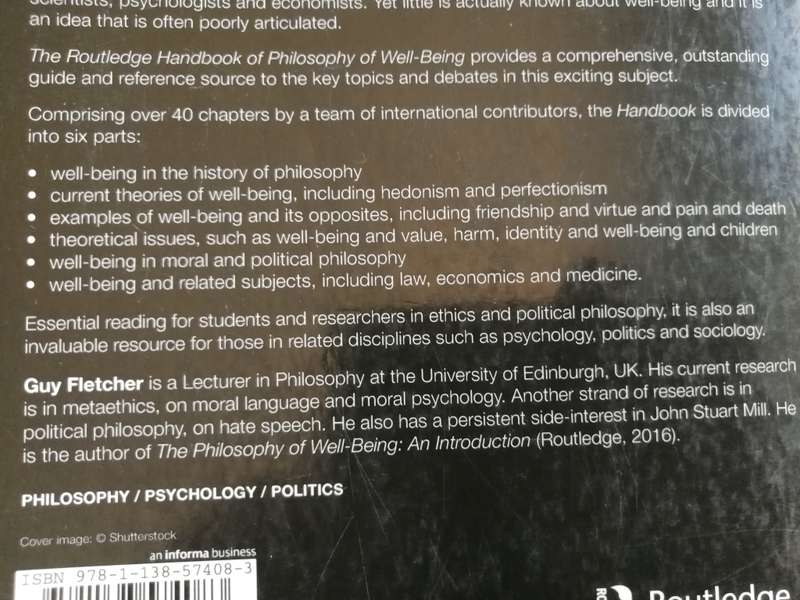 scientists, psychologists and economists. Yet little is actually known about well-being and it is
an idea that is often poorly articulated.
The Routledge Handbook of Philosophy of Well-Being provides a comprehensive, outstanding
guide and reference source to the key topics and debates in this exciting subject.
Comprising over 40 chapters by a team of international contributors, the Handbook is divided
into six parts:
• well-being in the history of philosophy
• current theories of well-being, including hedonism and perfectionism
• examples of well-being and its opposites, including friendship and virtue and pain and death
• theoretical issues, such as well-being and value, harm, identity and well-being and children
• well-being in moral and political philosophy
• well-being and related subjects, including law, economics and medicine.
Essential reading for students and researchers in ethics and political philosophy, it is also an
invaluable resource for those in related disciplines such as psychology, politics and sociology.
Guy Fletcher is a Lecturer in Philosophy at the University of Edinburgh, UK. His current research
is in metaethics, on moral language and moral psychology. Another strand of research is in
political philosophy, on hate speech. He also has a persistent side-interest in John Stuart Mill. He
is the author of The Philosophy of Well-Being: An Introduction (Routledge, 2016).
PHILOSOPHY / PSYCHOLOGY / POLITICS
Cover image: © Shutterstock
an informa business
ISBN 978-1-138-57408-3
Routledge